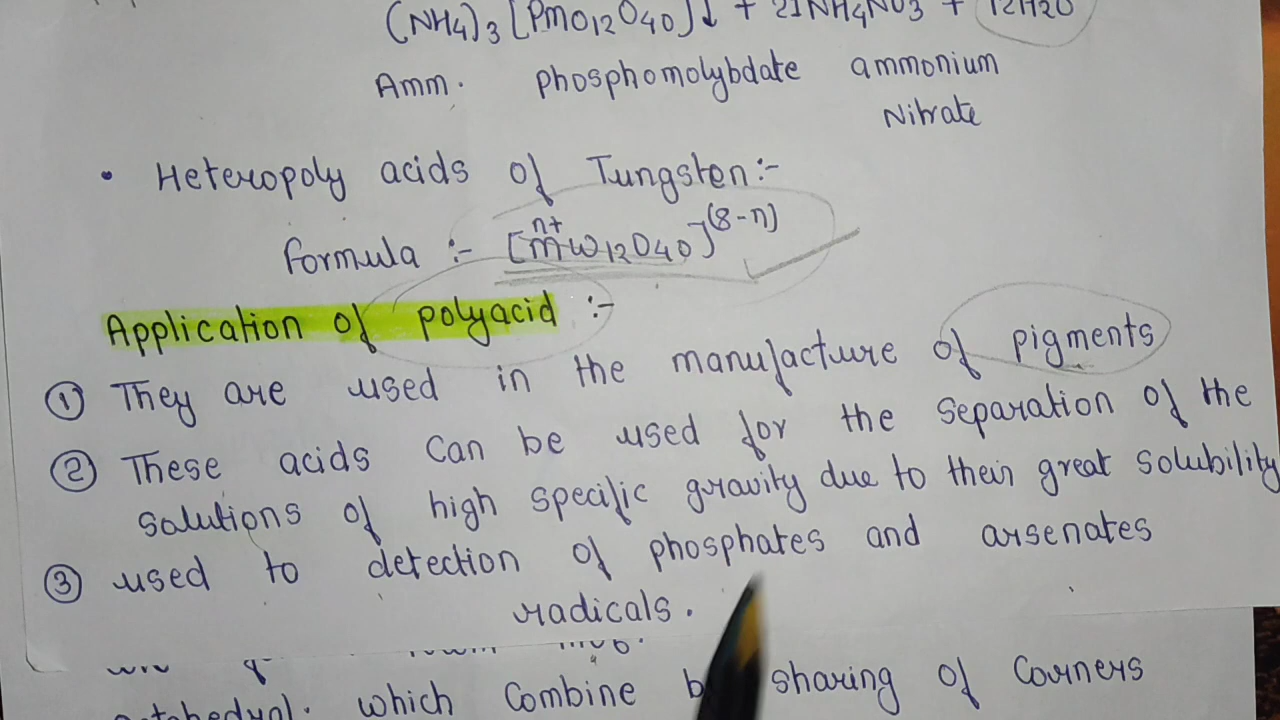 (NH4)3 [PMo12O40]↓ + 21NH4NO3 + 12H2O
Amm. phosphomolybdate ammonium
Nitrate
• Heteropoly acids of Tungsten:-
formula :- [M^n+ W12O40]^-(8-n)
Application of polyacid :-
① They are used in the manufacture of pigments
② These acids can be used for the separation of the
solutions of high specific gravity due to their great solubility
③ used to detection of phosphates and arsenates
radicals.
which combine sharing of corners